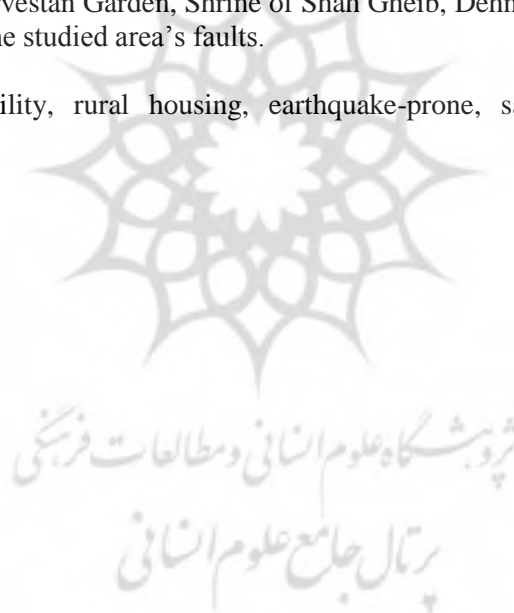 vestan Garden, Shrine of Shah Gheib, Dehn
e studied area's faults.
ility, rural housing, earthquake-prone, sa
پژوهشگاه علوم انسانی و مطالعات فرهنگی
پرتال جامع علوم انسانی